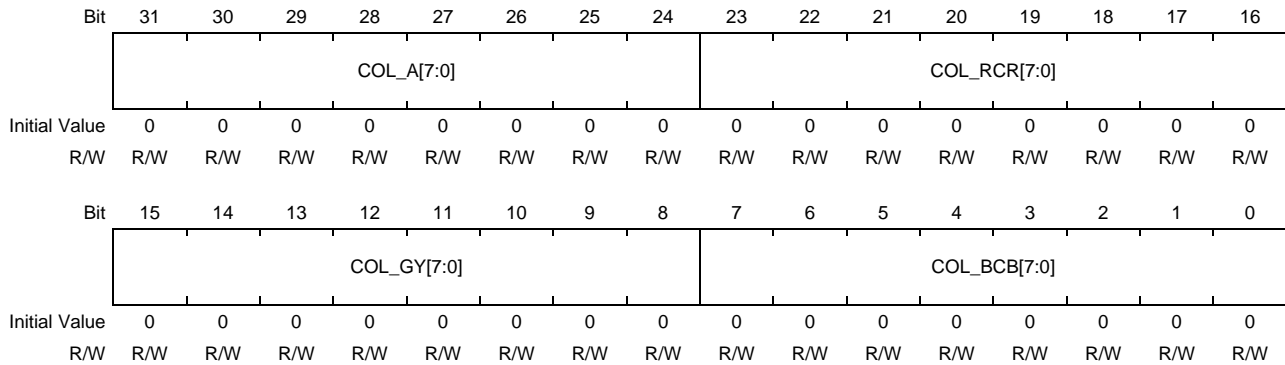 Bit 31 30 29 28 27 26 25 24 23 22 21 20 19 18 17 16
COL_A[7:0] COL_RCR[7:0]
Initial Value 0 0 0 0 0 0 0 0 0 0 0 0 0 0 0 0
R/W R/W R/W R/W R/W R/W R/W R/W R/W R/W R/W R/W R/W R/W R/W R/W R/W
Bit 15 14 13 12 11 10 9 8 7 6 5 4 3 2 1 0
COL_GY[7:0] COL_BCB[7:0]
Initial Value 0 0 0 0 0 0 0 0 0 0 0 0 0 0 0 0
R/W R/W R/W R/W R/W R/W R/W R/W R/W R/W R/W R/W R/W R/W R/W R/W R/W